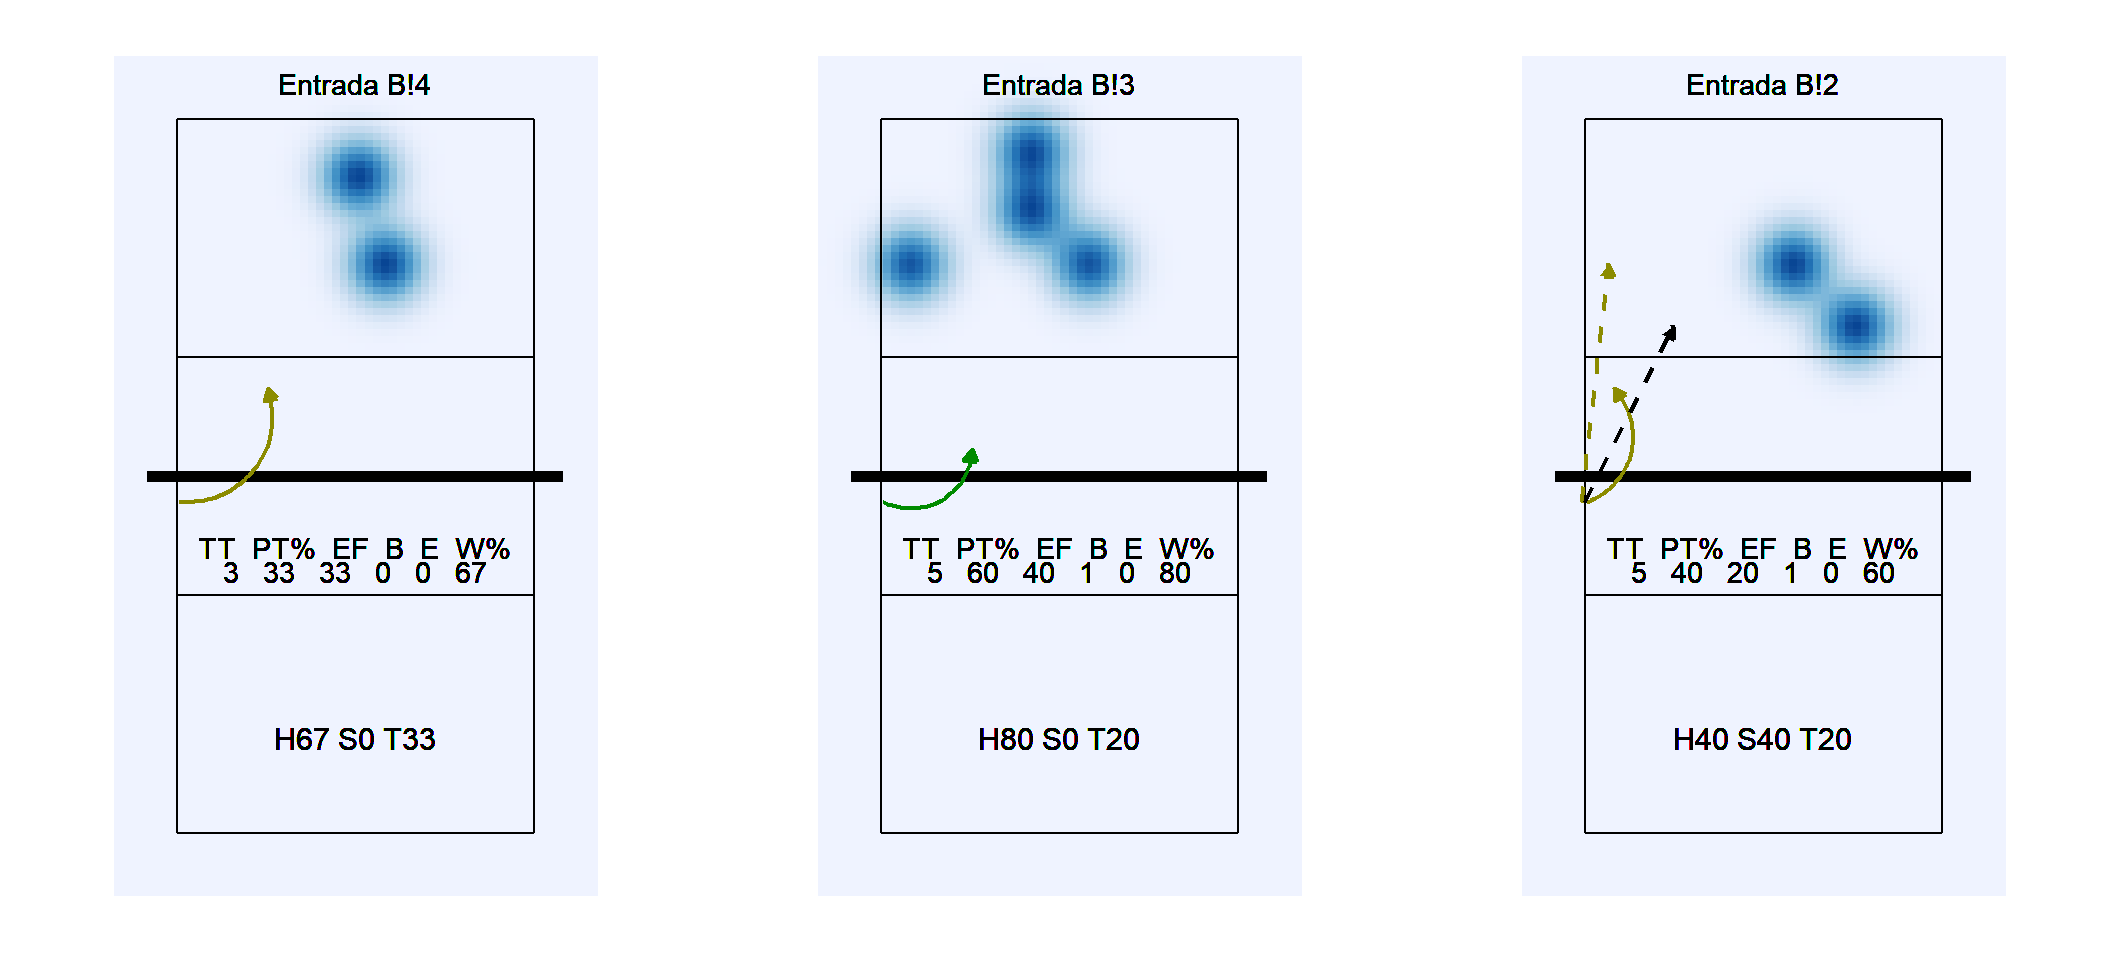 Entrada B!4
TT PT% EF B E W%
3 33 33 0 0 67
H67 S0 T33
Entrada B!3
TT PT% EF B E W%
5 60 40 1 0 80
H80 S0 T20
Entrada B!2
TT PT% EF B E W%
5 40 20 1 0 60
H40 S40 T20